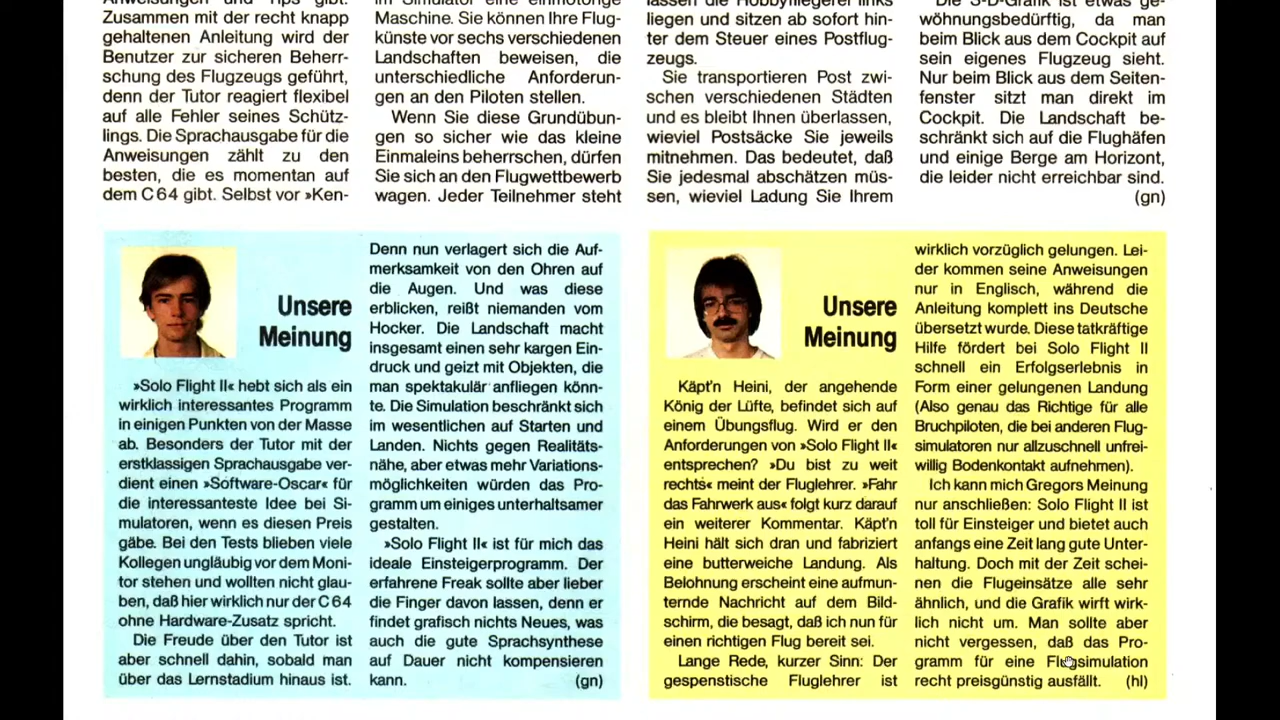 Anweisungen und Tips gibt.
Zusammen mit der recht knapp
gehaltenen Anleitung wird der
Benutzer zur sicheren Beherr-
schung des Flugzeugs geführt,
denn der Tutor reagiert flexibel
auf alle Fehler seines Schütz-
lings. Die Sprachausgabe für die
Anweisungen zählt zu den
besten, die es momentan auf
dem C 64 gibt. Selbst vor »Ken-
im Simulator eine einmotorige
Maschine. Sie können Ihre Flug-
künste vor sechs verschiedenen
Landschaften beweisen, die
unterschiedliche Anforderun-
gen an den Piloten stellen.
Wenn Sie diese Grundübun-
gen so sicher wie das kleine
Einmaleins beherrschen, dürfen
Sie sich an den Flugwettbewerb
wagen. Jeder Teilnehmer steht
lassen die Hobbyfliegerei links
liegen und sitzen ab sofort hin-
ter dem Steuer eines Postflug-
zeugs.
Sie transportieren Post zwi-
schen verschiedenen Städten
und es bleibt Ihnen überlassen,
wieviel Postsäcke Sie jeweils
mitnehmen. Das bedeutet, daß
Sie jedesmal abschätzen müs-
sen, wieviel Ladung Sie Ihrem
Die 3-D-Grafik ist etwas ge-
wöhnungsbedürftig, da man
beim Blick aus dem Cockpit auf
sein eigenes Flugzeug sieht.
Nur beim Blick aus dem Seiten-
fenster sitzt man direkt im
Cockpit. Die Landschaft be-
schränkt sich auf die Flughäfen
und einige Berge am Horizont,
die leider nicht erreichbar sind.
(gn)
Unsere
Meinung
»Solo Flight II« hebt sich als ein
wirklich interessantes Programm
in einigen Punkten von der Masse
ab. Besonders der Tutor mit der
erstklassigen Sprachausgabe ver-
dient einen »Software-Oscar« für
die interessanteste Idee bei Si-
mulatoren, wenn es diesen Preis
gäbe. Bei den Tests blieben viele
Kollegen ungläubig vor dem Moni-
tor stehen und wollten nicht glau-
ben, daß hier wirklich nur der C 64
ohne Hardware-Zusatz spricht.
Die Freude über den Tutor ist
aber schnell dahin, sobald man
über das Lernstadium hinaus ist.
Denn nun verlagert sich die Auf-
merksamkeit von den Ohren auf
die Augen. Und was diese
erblicken, reißt niemanden vom
Hocker. Die Landschaft macht
insgesamt einen sehr kargen Ein-
druck und geizt mit Objekten, die
man spektakulär anfliegen könn-
te. Die Simulation beschränkt sich
im wesentlichen auf Starten und
Landen. Nichts gegen Realitäts-
nähe, aber etwas mehr Variations-
möglichkeiten würden das Pro-
gramm um einiges unterhaltsamer
gestalten.
»Solo Flight II« ist für mich das
ideale Einsteigerprogramm. Der
erfahrene Freak sollte aber lieber
die Finger davon lassen, denn er
findet grafisch nichts Neues, was
auch die gute Sprachsynthese
auf Dauer nicht kompensieren
kann. (gn)
Unsere
Meinung
Käpt'n Heini, der angehende
König der Lüfte, befindet sich auf
einem Übungsflug. Wird er den
Anforderungen von »Solo Flight II«
entsprechen? »Du bist zu weit
rechts« meint der Fluglehrer. »Fahr
das Fahrwerk aus« folgt kurz darauf
ein weiterer Kommentar. Käpt'n
Heini hält sich dran und fabriziert
eine butterweiche Landung. Als
Belohnung erscheint eine aufmun-
ternde Nachricht auf dem Bild-
schirm, die besagt, daß ich nun für
einen richtigen Flug bereit sei.
Lange Rede, kurzer Sinn: Der
gespenstische Fluglehrer ist
wirklich vorzüglich gelungen. Lei-
der kommen seine Anweisungen
nur in Englisch, während die
Anleitung komplett ins Deutsche
übersetzt wurde. Diese tatkräftige
Hilfe fördert bei Solo Flight II
schnell ein Erfolgserlebnis in
Form einer gelungenen Landung
(Also genau das Richtige für alle
Bruchpiloten, die bei anderen Flug-
simulatoren nur allzuschnell unfrei-
willig Bodenkontakt aufnehmen).
Ich kann mich Gregors Meinung
nur anschließen: Solo Flight II ist
toll für Einsteiger und bietet auch
anfangs eine Zeit lang gute Unter-
haltung. Doch mit der Zeit schei-
nen die Flugeinsätze alle sehr
ähnlich, und die Grafik wirft wirk-
lich nicht um. Man sollte aber
nicht vergessen, daß das Pro-
gramm für eine Flugsimulation
recht preisgünstig ausfällt. (hl)